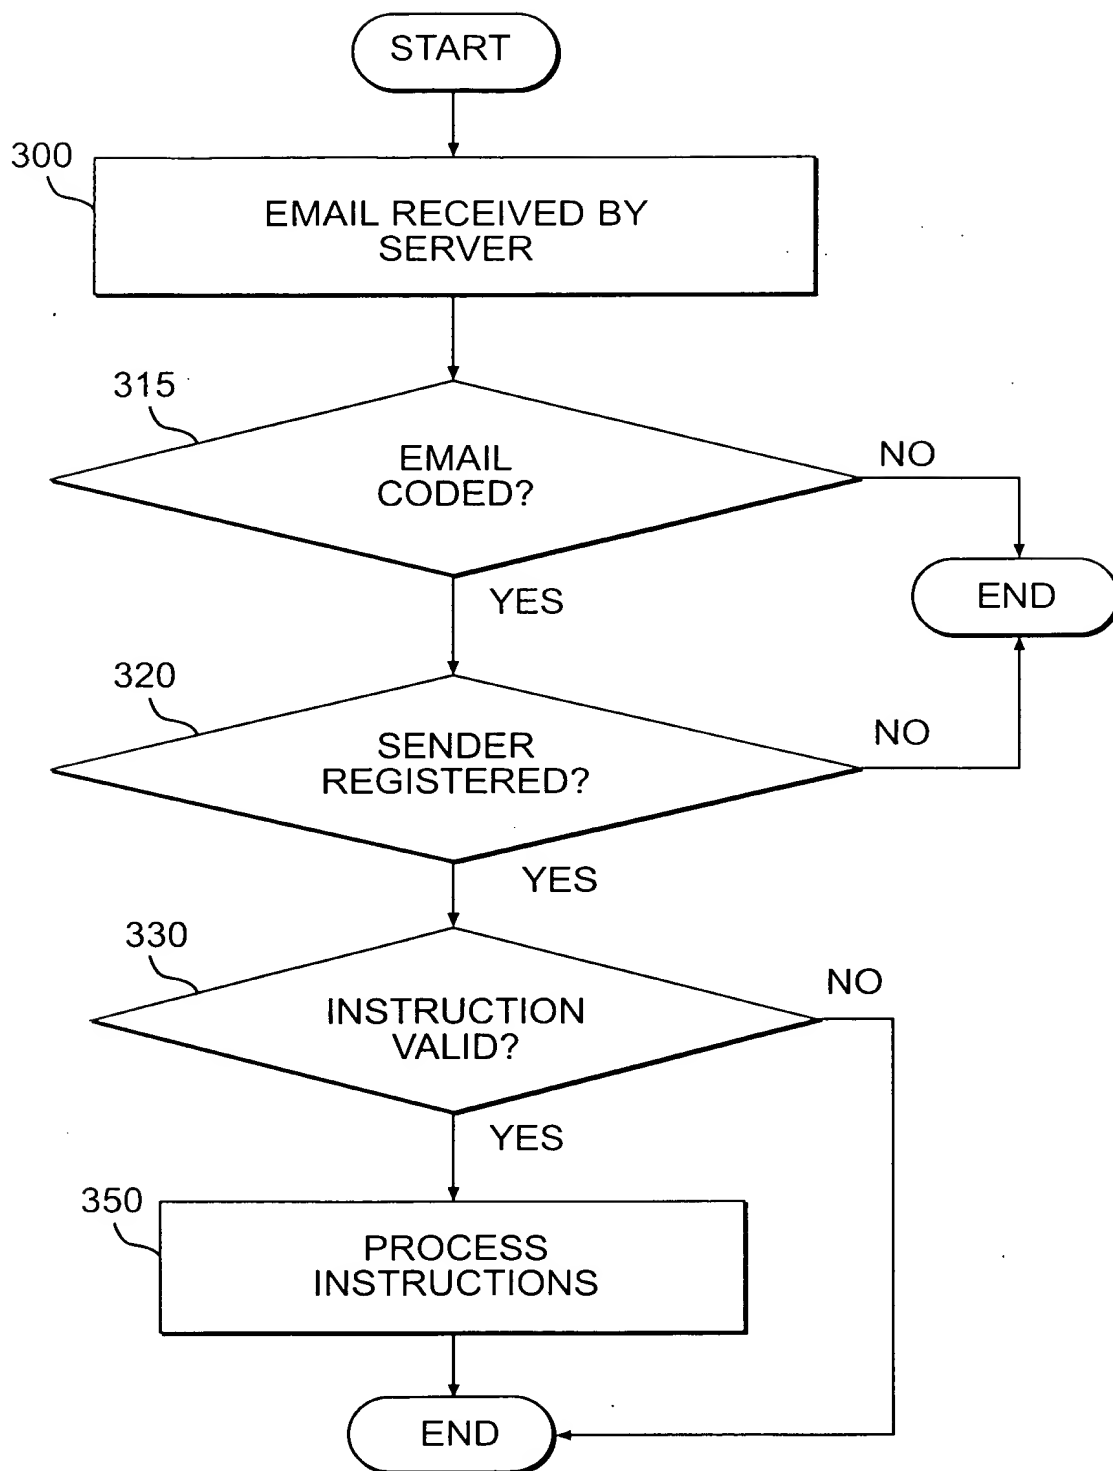 START
300
EMAIL RECEIVED BY
SERVER
315
EMAIL
CODED?
NO
END
YES
320
SENDER
REGISTERED?
NO
YES
330
INSTRUCTION
VALID?
NO
YES
350
PROCESS
INSTRUCTIONS
END